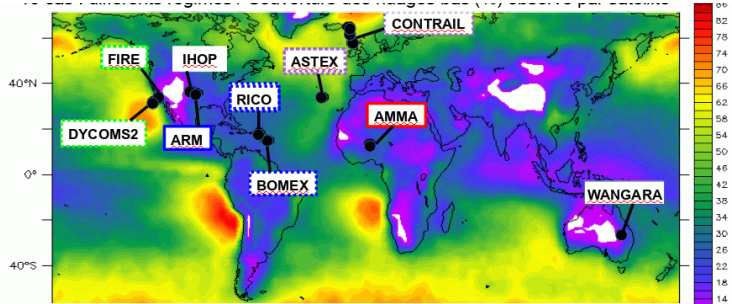 CONTRAIL
FIRE
IHOP
ASTEX
RICO
AMMA
DYCOMS2
ARM
BOMEX
WANGARA
40°N
0°
40°S
86
78
74
70
66
62
58
54
50
46
42
38
34
30
26
22
18
14